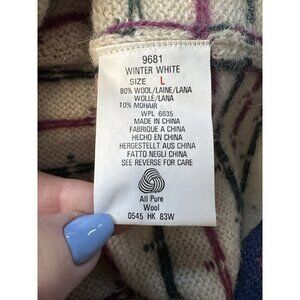 9681
WINTER WHITE
SIZE L
90% WOOL/LAINE/LANA
WOLLE/LANA
10% MOHAIR
WPL 6635
MADE IN CHINA
FABRIQUE A CHINA
HECHO EN CHINA
HERGESTELLT AUS CHINA
FATTO NEGLI CHINA
SEE REVERSE FOR CARE
All Pure
Wool
0545 HK 83W